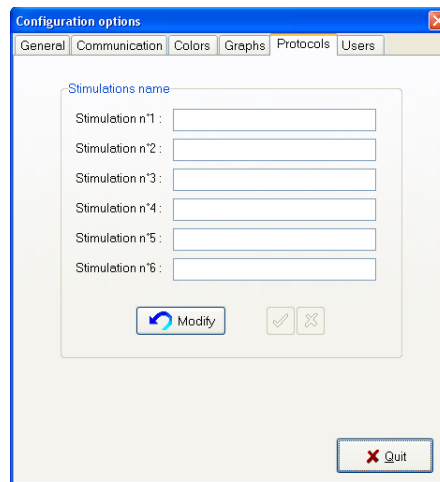 Configuration options
General Communication Colors Graphs Protocols Users
Stimulations name
Stimulation n°1 :
Stimulation n°2 :
Stimulation n°3 :
Stimulation n°4 :
Stimulation n°5 :
Stimulation n°6 :
Modify
Quit